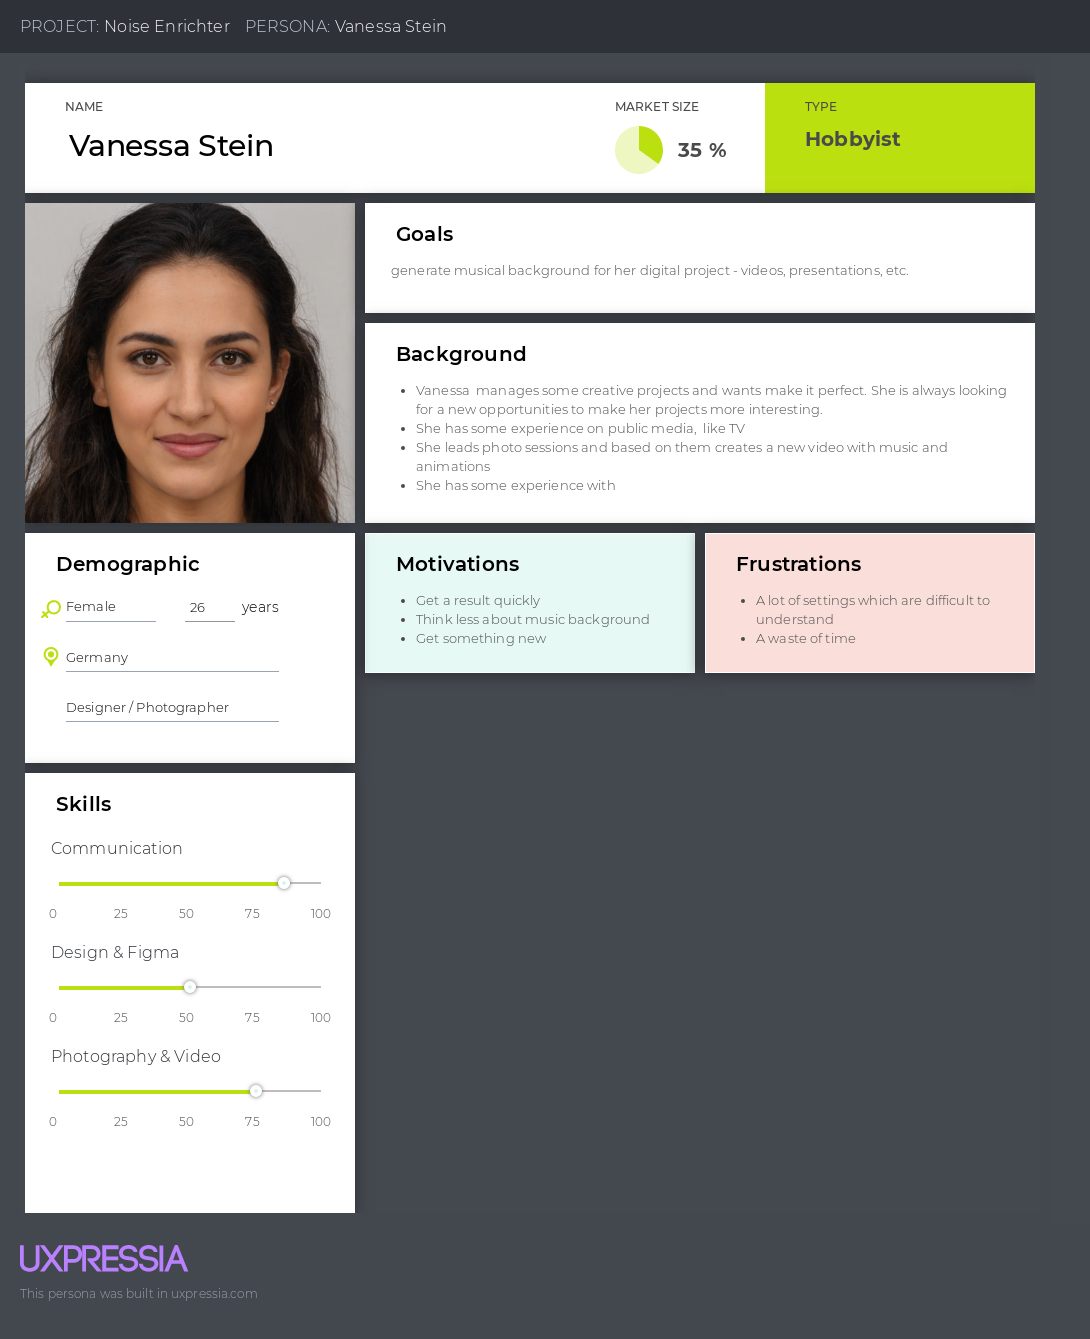 PROJECT: Noise Enrichter PERSONA: Vanessa Stein
NAME
Vanessa Stein
MARKET SIZE
35 %
TYPE
Hobbyist
Goals
generate musical background for her digital project - videos, presentations, etc.
Background
• Vanessa manages some creative projects and wants make it perfect. She is always looking
for a new opportunities to make her projects more interesting.
• She has some experience on public media, like TV
• She leads photo sessions and based on them creates a new video with music and
animations
• She has some experience with
Demographic
Female 26 years
Germany
Designer / Photographer
Motivations
• Get a result quickly
• Think less about music background
• Get something new
Frustrations
• A lot of settings which are difficult to
understand
• A waste of time
Skills
Communication
0 25 50 75 100
Design & Figma
0 25 50 75 100
Photography & Video
0 25 50 75 100
UXPRESSIA
This persona was built in uxpressia.com